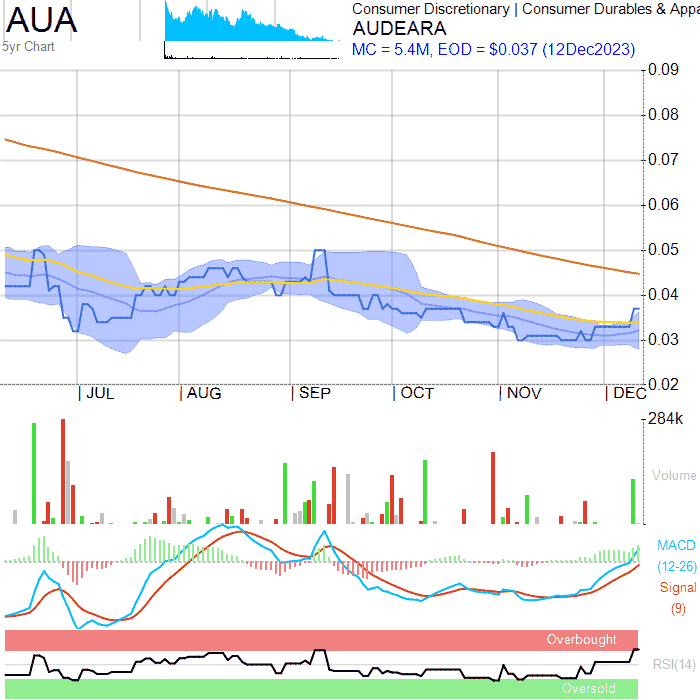 AUA
5yr Chart
Consumer Discretionary | Consumer Durables & Appa
AUDEARA
MC = 5.4M, EOD = $0.037 (12Dec2023)
0.09
0.08
0.07
0.06
0.05
0.04
0.03
0.02
| JUL | AUG | SEP | OCT | NOV | DEC
284k
Volume
MACD
(12-26)
Signal
(9)
Overbought
RSI(14)
Oversold